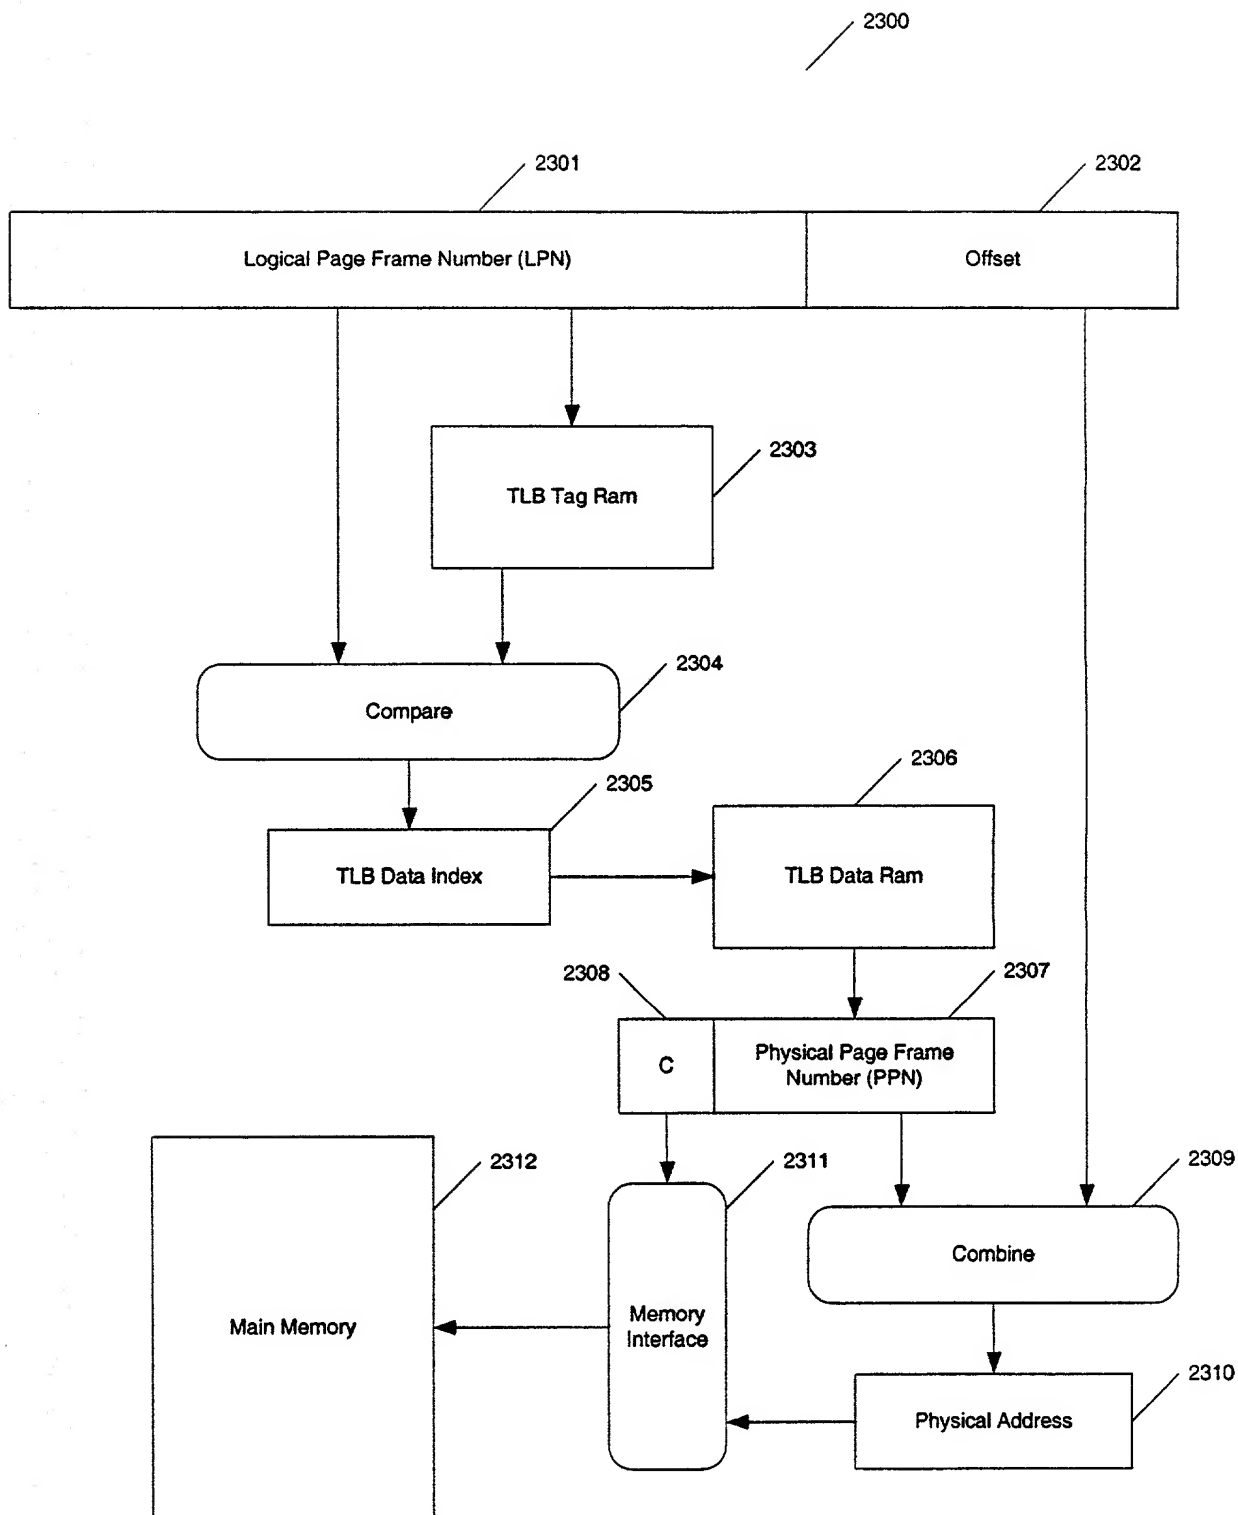 2300
2301
2302
Logical Page Frame Number (LPN)
Offset
2303
TLB Tag Ram
2304
Compare
2305
2306
TLB Data Index
TLB Data Ram
2308
2307
C
Physical Page Frame
Number (PPN)
2312
2311
2309
Combine
Main Memory
Memory
Interface
2310
Physical Address